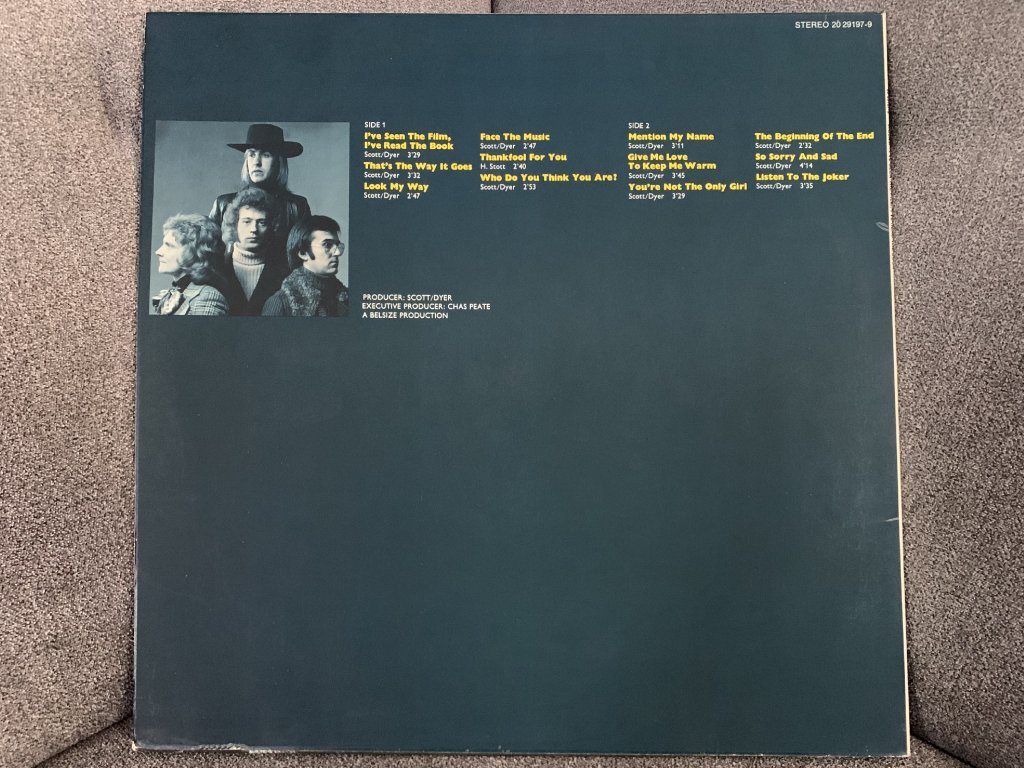 STEREO 20 29197-9
SIDE 1
I've Seen The Film,
I've Read The Book
Scott/Dyer 3'29
That's The Way It Goes
Scott/Dyer 3'32
Look My Way
Scott/Dyer 2'47
Face The Music
Scott/Dyer 2'47
Thankfool For You
H. Stott 2'40
Who Do You Think You Are?
Scott/Dyer 2'53
SIDE 2
Mention My Name
Scott/Dyer 3'11
Give Me Love
To Keep Me Warm
Scott/Dyer 3'45
You're Not The Only Girl
Scott/Dyer 3'29
The Beginning Of The End
Scott/Dyer 2'32
So Sorry And Sad
Scott/Dyer 4'14
Listen To The Joker
Scott/Dyer 3'35
PRODUCER: SCOTT/DYER
EXECUTIVE PRODUCER: CHAS PEATE
A BELSIZE PRODUCTION